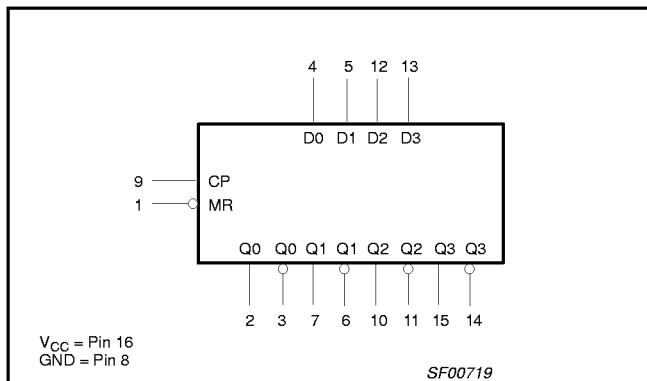 4 5 12 13
D0 D1 D2 D3
9 CP
1 MR
Q0 Q0 Q1 Q1 Q2 Q2 Q3 Q3
2 3 7 6 10 11 15 14
VCC = Pin 16
GND = Pin 8
SF00719